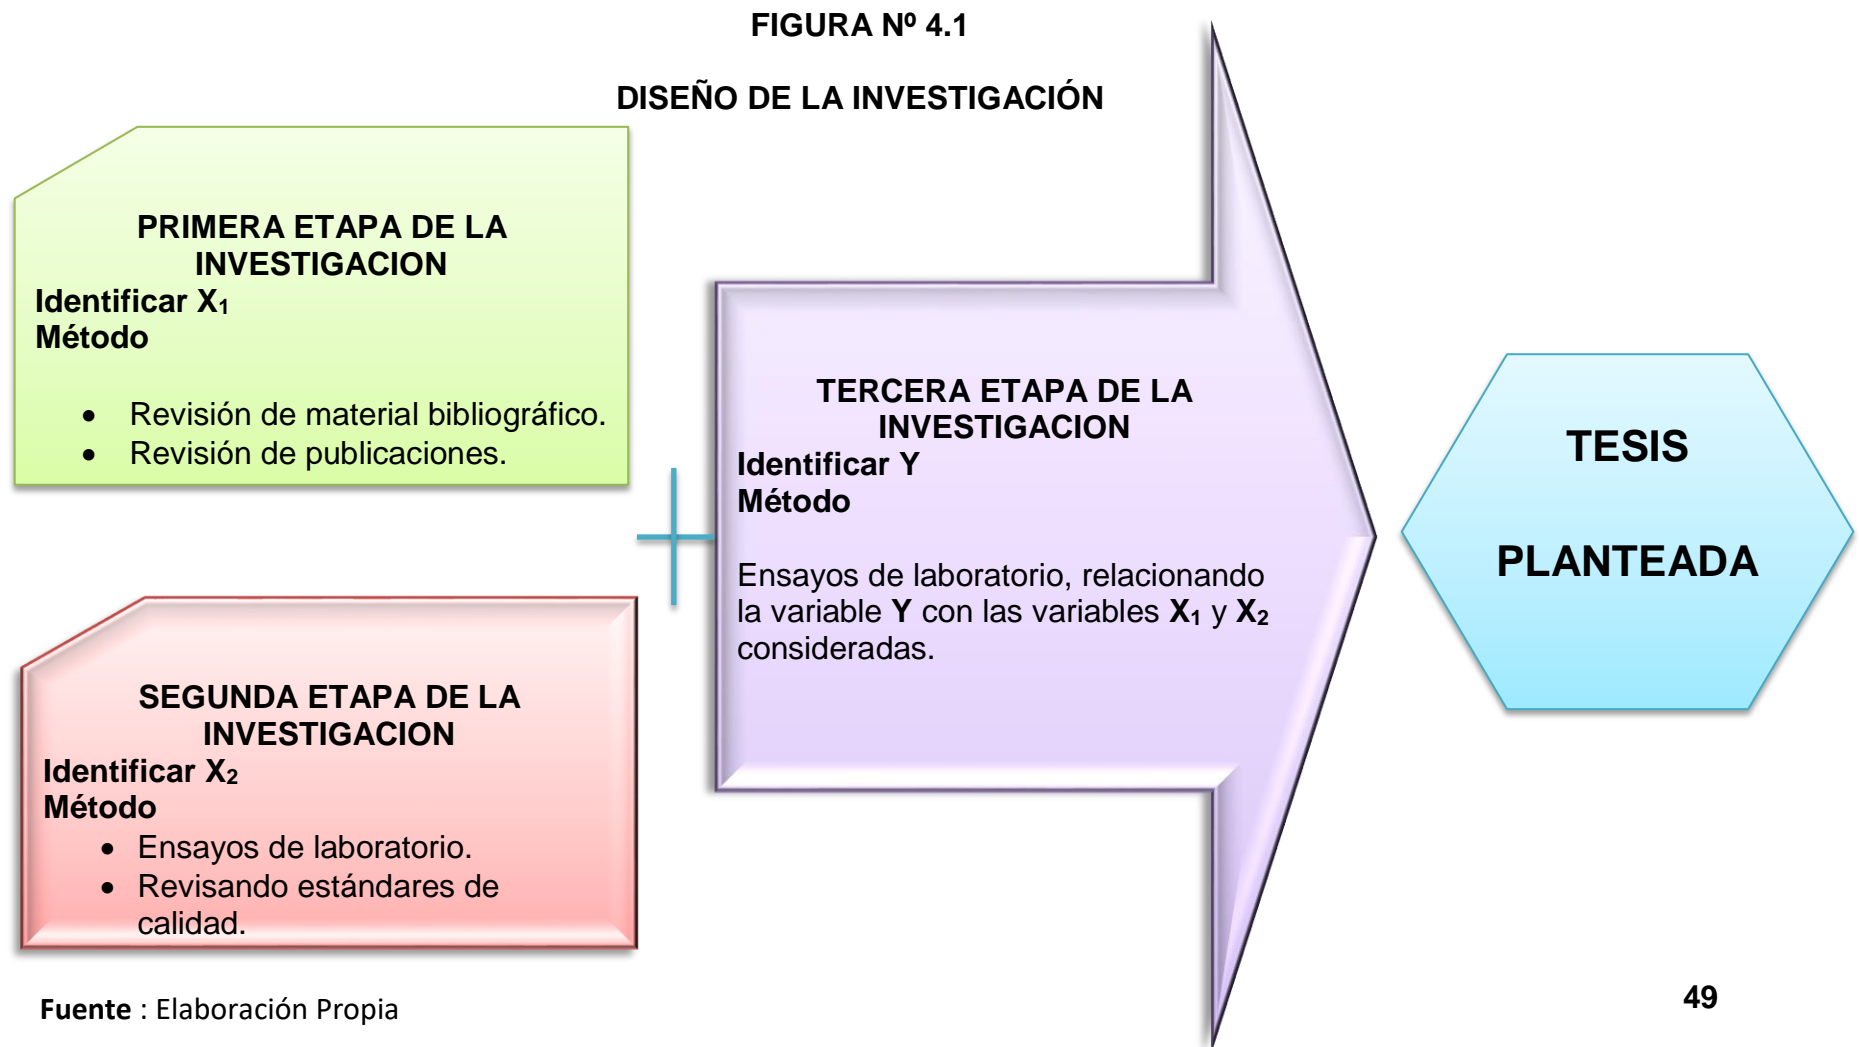 FIGURA Nº 4.1
DISEÑO DE LA INVESTIGACIÓN
PRIMERA ETAPA DE LA
INVESTIGACION
Identificar X₁
Método
• Revisión de material bibliográfico.
• Revisión de publicaciones.
SEGUNDA ETAPA DE LA
INVESTIGACION
Identificar X₂
Método
• Ensayos de laboratorio.
• Revisando estándares de
calidad.
TERCERA ETAPA DE LA
INVESTIGACION
Identificar Y
Método
Ensayos de laboratorio, relacionando
la variable Y con las variables X₁ y X₂
consideradas.
TESIS
PLANTEADA
Fuente : Elaboración Propia
49